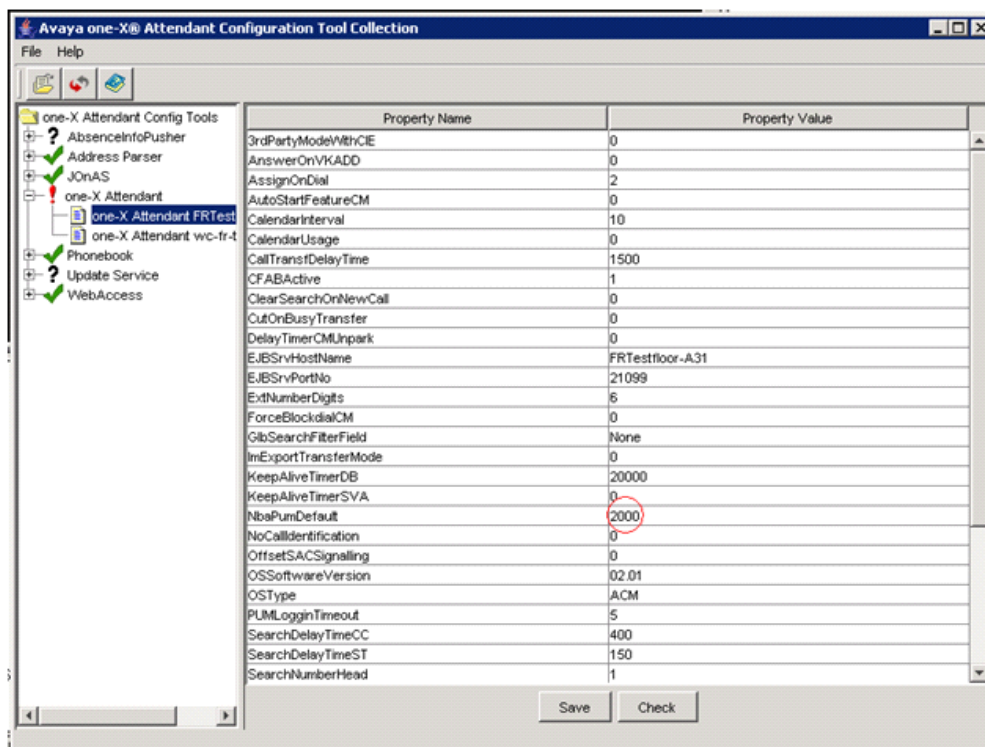 Avaya one-X® Attendant Configuration Tool Collection
File Help
one-X Attendant Config Tools
AbsenceInfoPusher
Address Parser
JOnAS
one-X Attendant
one-X Attendant FRTest
one-X Attendant wc-fr-t
Phonebook
Update Service
WebAccess
Property Name Property Value
3rdPartyModeWithCIE 0
AnswerOnVKADD 0
AssignOnDial 2
AutoStartFeatureCM 0
CalendarInterval 10
CalendarUsage 0
CallTransfDelayTime 1500
CFABActive 1
ClearSearchOnNewCall 0
CutOnBusyTransfer 0
DelayTimerCMUnpark 0
EJBSrvHostName FRTestfloor-A31
EJBSrvPortNo 21099
ExtNumberDigits 6
ForceBlockdialCM 0
GlbSearchFilterField None
ImExportTransferMode 0
KeepAliveTimerDB 20000
KeepAliveTimerSVA 0
NbaPumDefault 2000
NoCallIdentification 0
OffsetSACSignalling 0
OSSoftwareVersion 02.01
OSType ACM
PUMLogginTimeout 5
SearchDelayTimeCC 400
SearchDelayTimeST 150
SearchNumberHead 1
Save Check